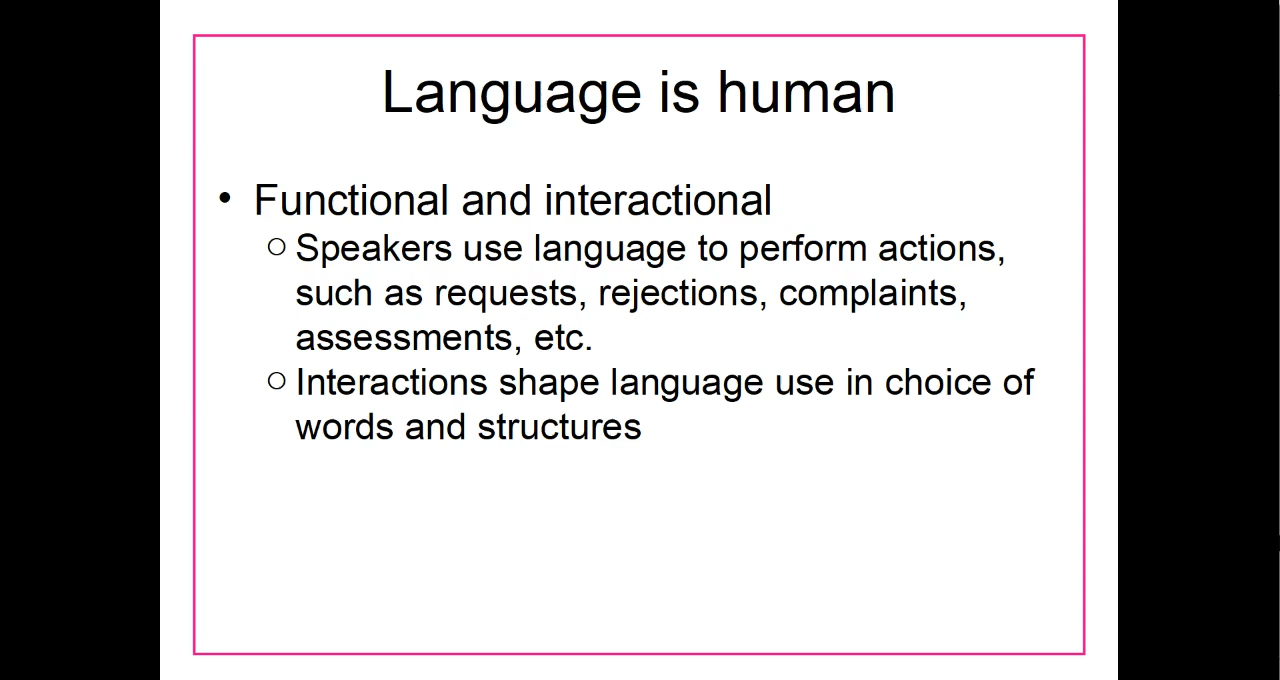 Language is human
• Functional and interactional
○ Speakers use language to perform actions,
such as requests, rejections, complaints,
assessments, etc.
○ Interactions shape language use in choice of
words and structures